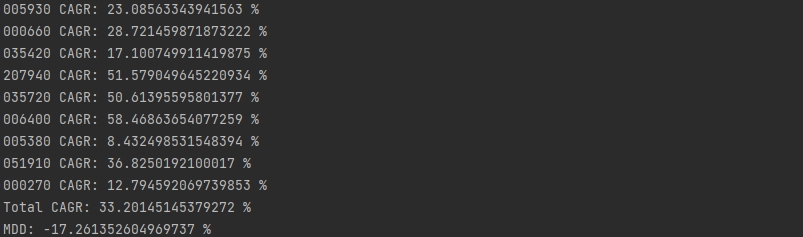 005930 CAGR: 23.08563343941563 %
000660 CAGR: 28.721459871873222 %
035420 CAGR: 17.100749911419875 %
207940 CAGR: 51.579049645220934 %
035720 CAGR: 50.61395595801377 %
006400 CAGR: 58.46863654077259 %
005380 CAGR: 8.432498531548394 %
051910 CAGR: 36.8250192100017 %
000270 CAGR: 12.794592069739853 %
Total CAGR: 33.20145145379272 %
MDD: -17.261352604969737 %